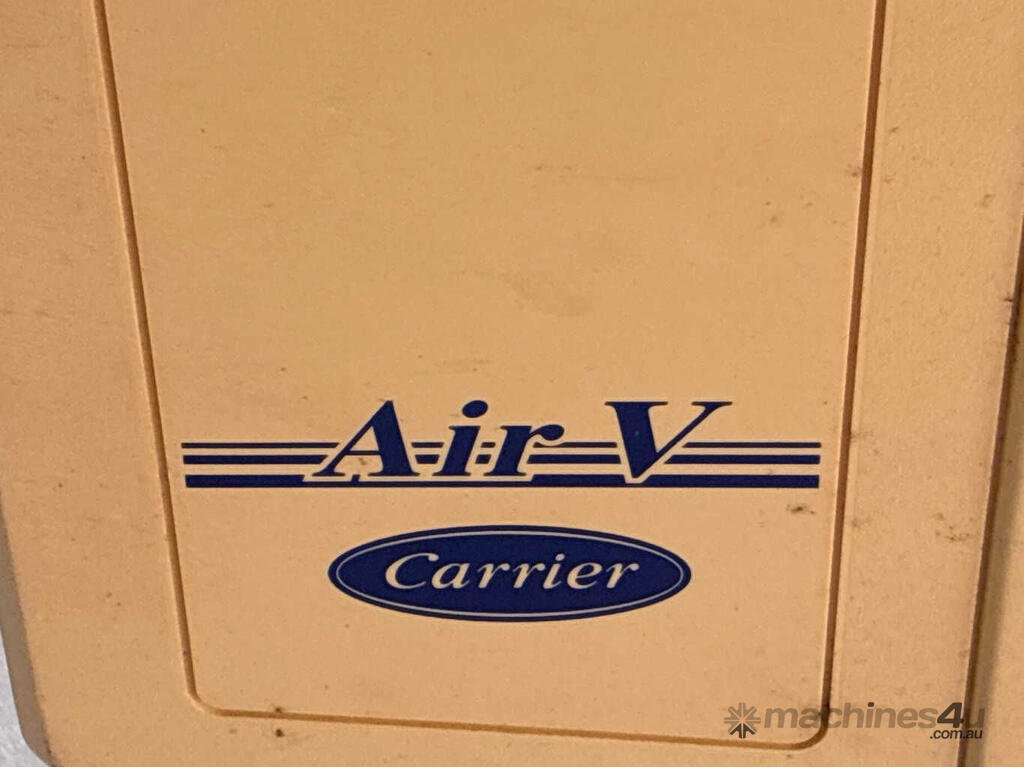 Air V
Carrier
machines4u
.com.au